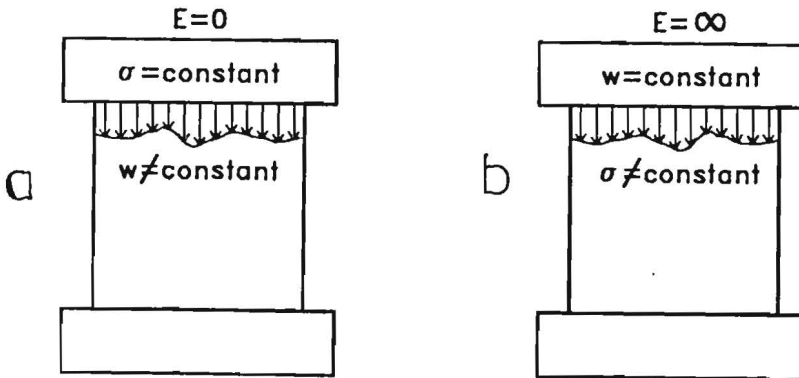 E=0
σ=constant
w≠constant
a
E=∞
w=constant
σ≠constant
b